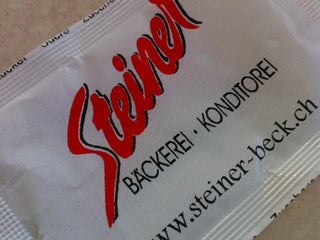 Steiner
BÄCKEREI · KONDITOREI
www.steiner-beck.ch